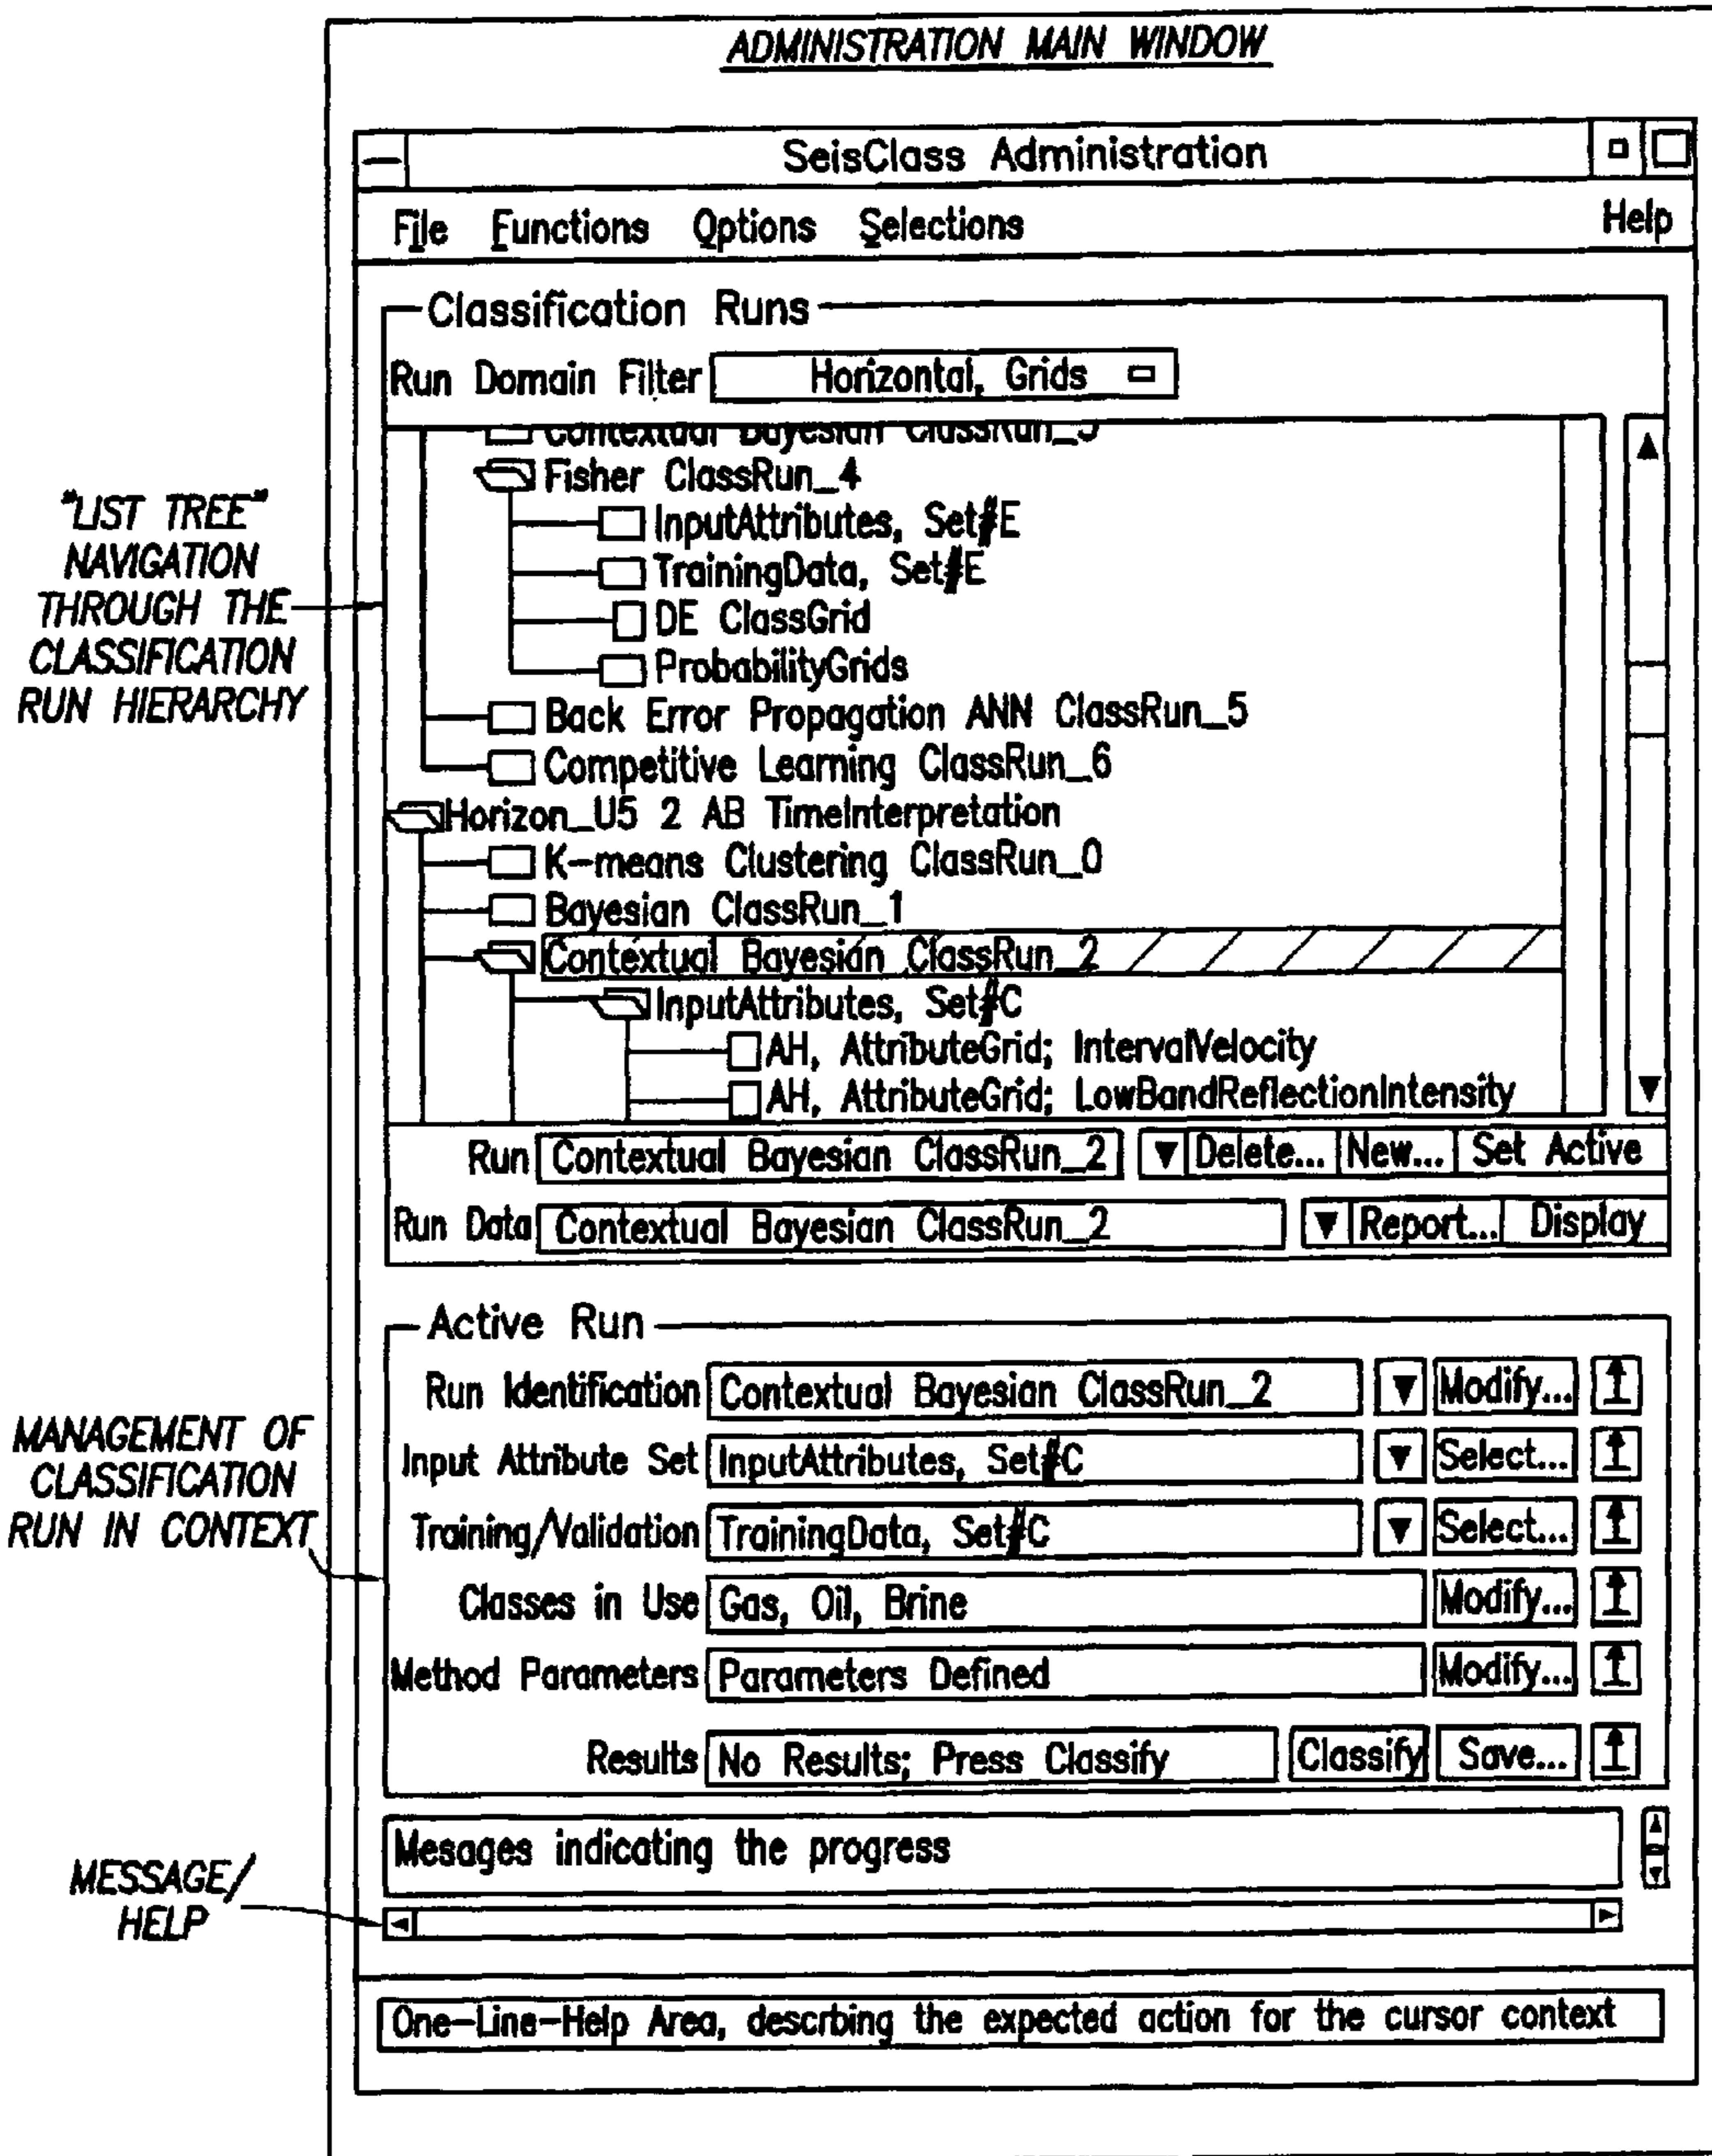 ADMINISTRATION MAIN WINDOW
SeisClass Administration
File Functions Options Selections Help
Classification Runs
Run Domain Filter Horizontal, Grids
Contextual Bayesian ClassRun_3
Fisher ClassRun_4
InputAttributes, Set#E
TrainingData, Set#E
DE ClassGrid
ProbabilityGrids
Back Error Propagation ANN ClassRun_5
Competitive Learning ClassRun_6
Horizon_U5 2 AB TimeInterpretation
K-means Clustering ClassRun_0
Bayesian ClassRun_1
Contextual Bayesian ClassRun_2
InputAttributes, Set#C
AH, AttributeGrid; IntervalVelocity
AH, AttributeGrid; LowBandReflectionIntensity
Run Contextual Bayesian ClassRun_2 Delete... New... Set Active
Run Data Contextual Bayesian ClassRun_2 Report... Display
"LIST TREE"
NAVIGATION
THROUGH THE
CLASSIFICATION
RUN HIERARCHY
Active Run
Run Identification Contextual Bayesian ClassRun_2 Modify...
Input Attribute Set InputAttributes, Set#C Select...
Training/Validation TrainingData, Set#C Select...
Classes in Use Gas, Oil, Brine Modify...
Method Parameters Parameters Defined Modify...
Results No Results; Press Classify Classify Save...
MANAGEMENT OF
CLASSIFICATION
RUN IN CONTEXT
Mesages indicating the progress
MESSAGE/
HELP
One-Line-Help Area, descrbing the expected action for the cursor context